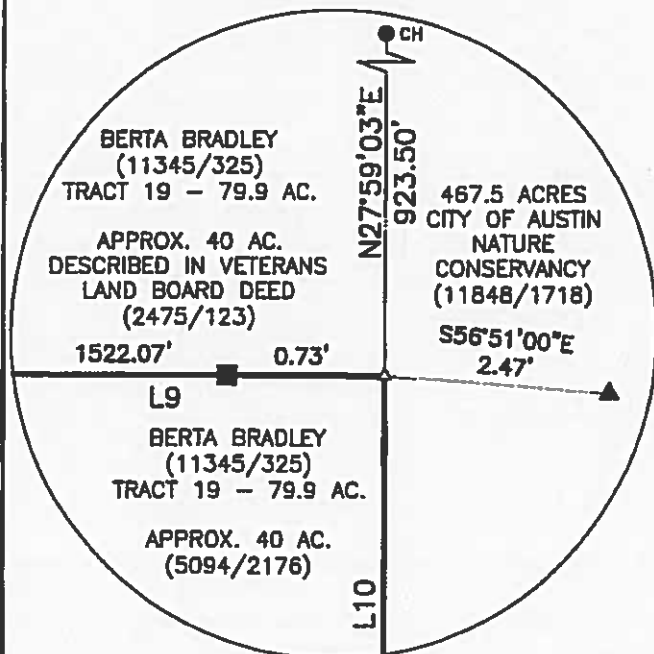 CH
BERTA BRADLEY
(11345/325)
TRACT 19 – 79.9 AC.
APPROX. 40 AC.
DESCRIBED IN VETERANS
LAND BOARD DEED
(2475/123)
N27°59'03"E
923.50'
467.5 ACRES
CITY OF AUSTIN
NATURE
CONSERVANCY
(11848/1718)
S56°51'00"E
2.47'
1522.07'
0.73'
L9
BERTA BRADLEY
(11345/325)
TRACT 19 – 79.9 AC.
APPROX. 40 AC.
(5094/2176)
L10